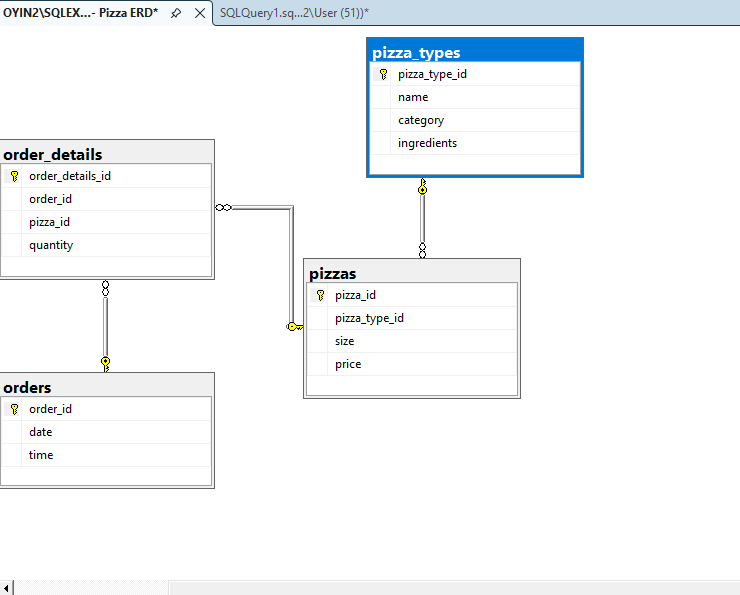 OYIN2\SQLEX...- Pizza ERD*
SQLQuery1.sq...2\User (51))*
pizza_types
pizza_type_id
name
category
ingredients
order_details
order_details_id
order_id
pizza_id
quantity
pizzas
pizza_id
pizza_type_id
size
price
orders
order_id
date
time